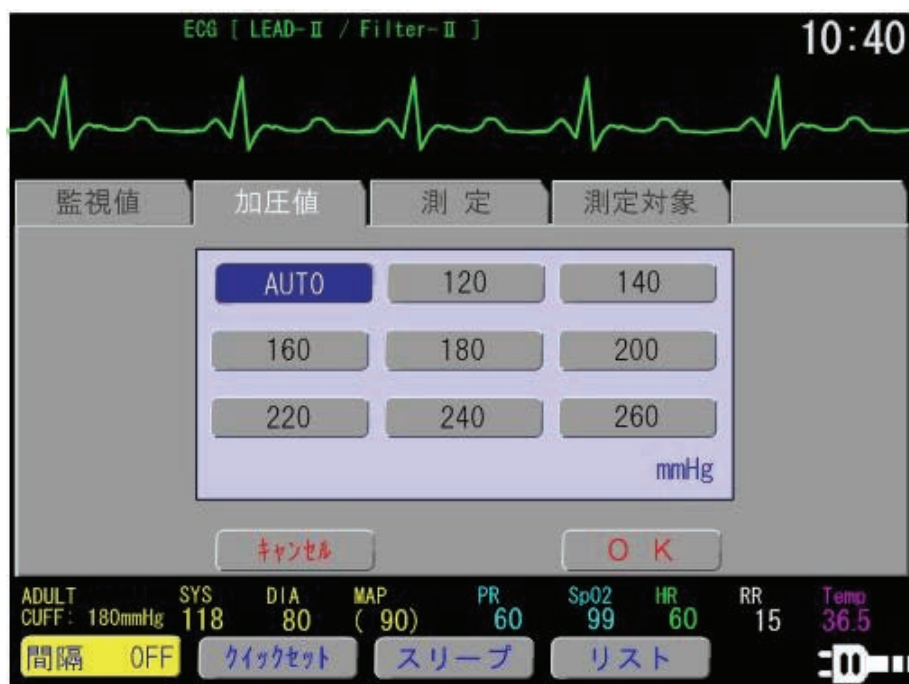 ECG [ LEAD-Ⅱ / Filter-Ⅱ ]
10:40
監視値 加圧値 測 定 測定対象
AUTO 120 140
160 180 200
220 240 260
mmHg
キャンセル O K
ADULT SYS DIA MAP PR SpO2 HR RR Temp
CUFF: 180mmHg 118 80 ( 90) 60 99 60 15 36.5
間隔 OFF クイックセット スリープ リスト